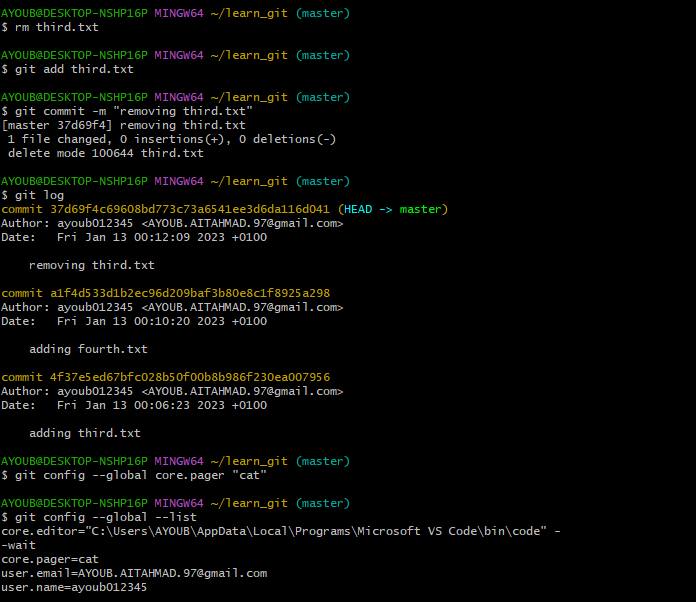 AYOUB@DESKTOP-NSHP16P MINGW64 ~/learn_git (master)
$ rm third.txt
AYOUB@DESKTOP-NSHP16P MINGW64 ~/learn_git (master)
$ git add third.txt
AYOUB@DESKTOP-NSHP16P MINGW64 ~/learn_git (master)
$ git commit -m "removing third.txt"
[master 37d69f4] removing third.txt
 1 file changed, 0 insertions(+), 0 deletions(-)
 delete mode 100644 third.txt
AYOUB@DESKTOP-NSHP16P MINGW64 ~/learn_git (master)
$ git log
commit 37d69f4c69608bd773c73a6541ee3d6da116d041 (HEAD -> master)
Author: ayoub012345 <AYOUB.AITAHMAD.97@gmail.com>
Date:   Fri Jan 13 00:12:09 2023 +0100
    removing third.txt
commit a1f4d533d1b2ec96d209baf3b80e8c1f8925a298
Author: ayoub012345 <AYOUB.AITAHMAD.97@gmail.com>
Date:   Fri Jan 13 00:10:20 2023 +0100
    adding fourth.txt
commit 4f37e5ed67bfc028b50f00b8b986f230ea007956
Author: ayoub012345 <AYOUB.AITAHMAD.97@gmail.com>
Date:   Fri Jan 13 00:06:23 2023 +0100
    adding third.txt
AYOUB@DESKTOP-NSHP16P MINGW64 ~/learn_git (master)
$ git config --global core.pager "cat"
AYOUB@DESKTOP-NSHP16P MINGW64 ~/learn_git (master)
$ git config --global --list
core.editor="C:\Users\AYOUB\AppData\Local\Programs\Microsoft VS Code\bin\code" -
-wait
core.pager=cat
user.email=AYOUB.AITAHMAD.97@gmail.com
user.name=ayoub012345